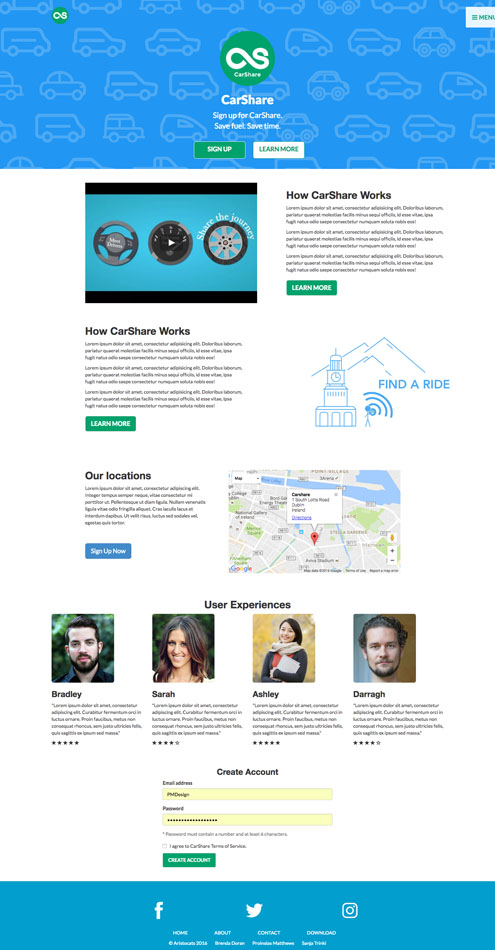 MENU
CarShare
CarShare
Sign up for CarShare.
Save fuel. Save time.
SIGN UP
LEARN MORE
Share the journey
Meet Drivers
How CarShare Works
Lorem ipsum dolor sit amet, consectetur adipisicing elit. Doloribus laborum,
pariatur quaerat molestias facilis minus sequi officiis, id esse vitae, ipsa
fugit natus odio saepe consectetur numquam soluta nobis eos!
Lorem ipsum dolor sit amet, consectetur adipisicing elit. Doloribus laborum,
pariatur quaerat molestias facilis minus sequi officiis, id esse vitae, ipsa
fugit natus odio saepe consectetur numquam soluta nobis eos!
Lorem ipsum dolor sit amet, consectetur adipisicing elit. Doloribus laborum,
pariatur quaerat molestias facilis minus sequi officiis, id esse vitae, ipsa
fugit natus odio saepe consectetur numquam soluta nobis eos!
LEARN MORE
How CarShare Works
Lorem ipsum dolor sit amet, consectetur adipisicing elit. Doloribus laborum,
pariatur quaerat molestias facilis minus sequi officiis, id esse vitae, ipsa
fugit natus odio saepe consectetur numquam soluta nobis eos!
Lorem ipsum dolor sit amet, consectetur adipisicing elit. Doloribus laborum,
pariatur quaerat molestias facilis minus sequi officiis, id esse vitae, ipsa
fugit natus odio saepe consectetur numquam soluta nobis eos!
Lorem ipsum dolor sit amet, consectetur adipisicing elit. Doloribus laborum,
pariatur quaerat molestias facilis minus sequi officiis, id esse vitae, ipsa
fugit natus odio saepe consectetur numquam soluta nobis eos!
LEARN MORE
FIND A RIDE
Our locations
Lorem ipsum dolor sit amet, consectetur adipiscing elit.
Integer tempus semper neque, vitae consectetur mi
porttitor ut. Pellentesque ut diam fringilla. Nullam venenatis
ligula vitae odio fringilla aliquet. Cras iaculis lacus et
interdum dapibus. Ut velit risus, luctus sed sodales vel,
egestas quis tortor.
Sign Up Now
Map
POINT VILLAGE
3Arena
Carshare
1 South Lotts Road
Dublin
Ireland
Directions
National Gallery of Ireland
Merrion Square
Fitzwilliam Square
Aviva Stadium
Google
Map data ©2016 Google
Terms of Use
Report a map error
User Experiences
Bradley
"Lorem ipsum dolor sit amet, consectetur
adipiscing elit. Curabitur fermentum orci in
luctus ornare. Proin faucibus, metus non
consequat rhoncus, sem justo ultricies felis,
quis sagittis ex ipsum sed massa."
★★★★★
Sarah
"Lorem ipsum dolor sit amet, consectetur
adipiscing elit. Curabitur fermentum orci in
luctus ornare. Proin faucibus, metus non
consequat rhoncus, sem justo ultricies felis,
quis sagittis ex ipsum sed massa."
★★★★☆
Ashley
"Lorem ipsum dolor sit amet, consectetur
adipiscing elit. Curabitur fermentum orci in
luctus ornare. Proin faucibus, metus non
consequat rhoncus, sem justo ultricies felis,
quis sagittis ex ipsum sed massa."
★★★★★
Darragh
"Lorem ipsum dolor sit amet, consectetur
adipiscing elit. Curabitur fermentum orci in
luctus ornare. Proin faucibus, metus non
consequat rhoncus, sem justo ultricies felis,
quis sagittis ex ipsum sed massa."
★★★★☆
Create Account
Email address
PMDesign
Password
* Password must contain a number and at least 6 characters.
I agree to CarShare Terms of Service.
CREATE ACCOUNT
HOME ABOUT CONTACT DOWNLOAD
© Aristocats 2016 Brenda Doran Proinsias Matthews Sanja Trinki